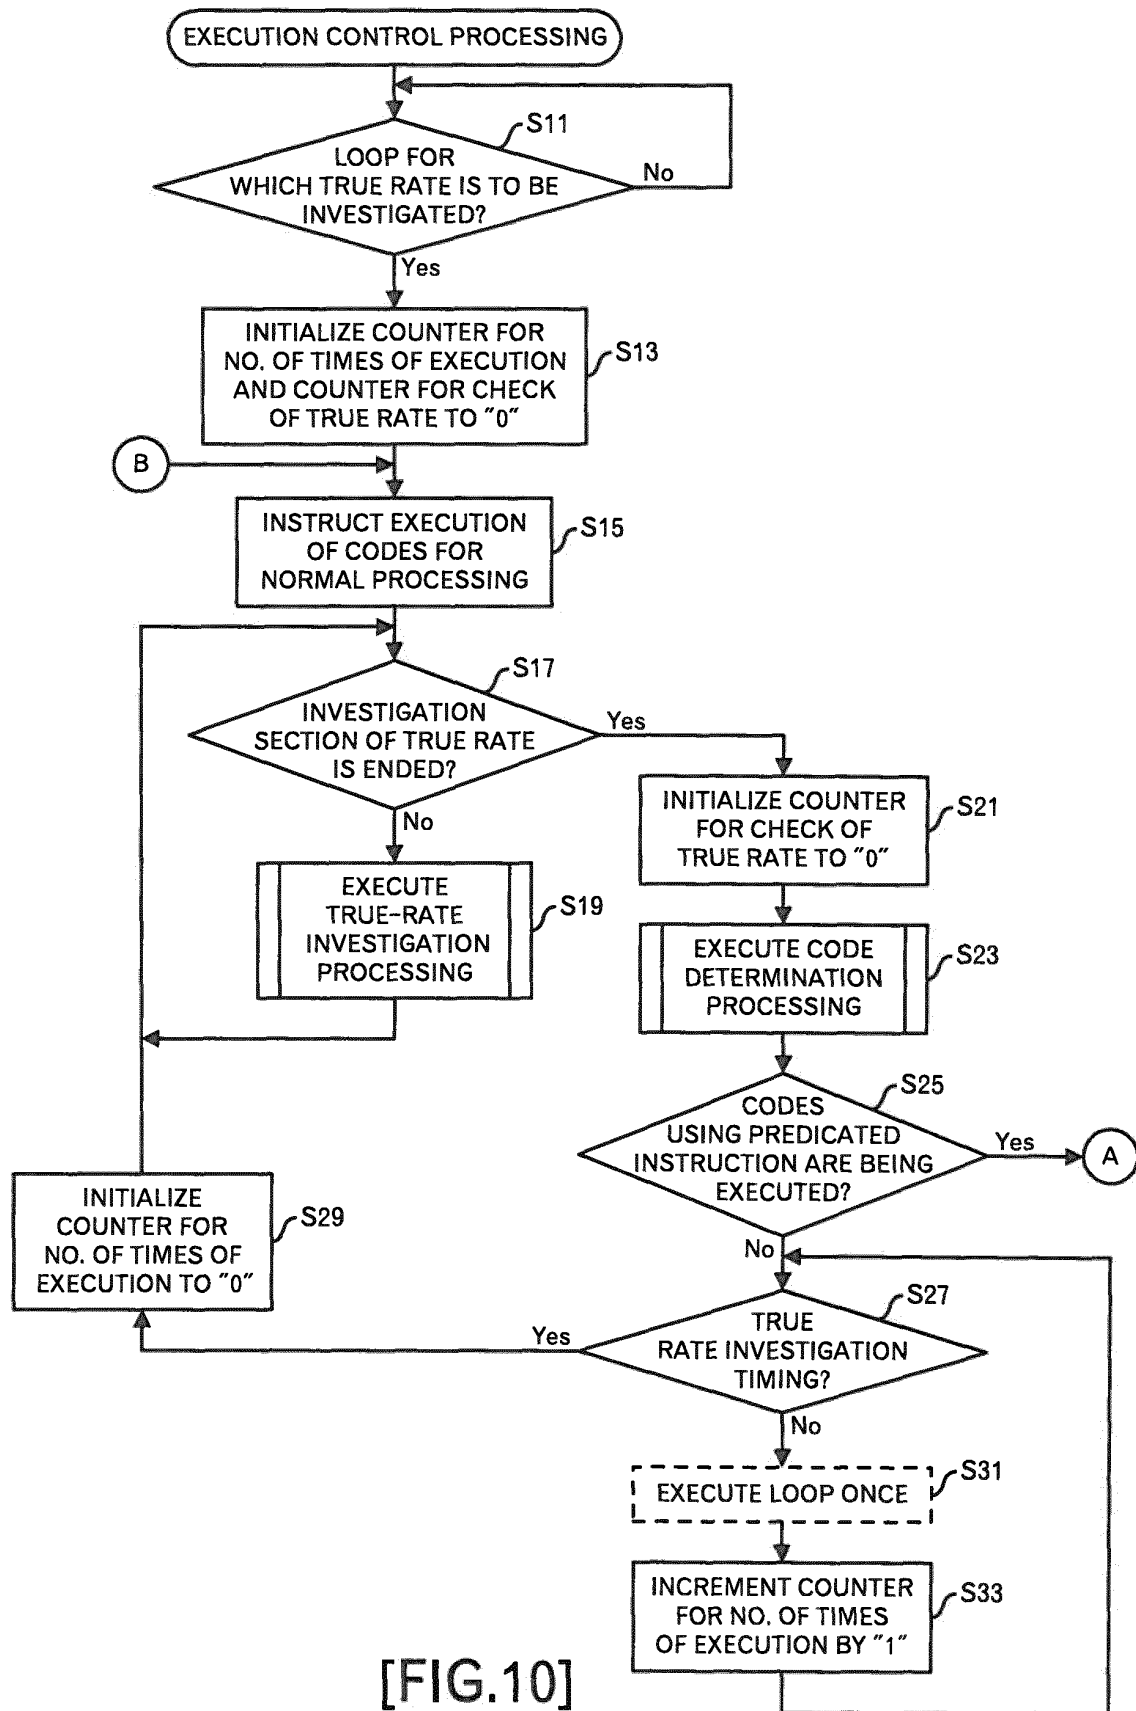 EXECUTION CONTROL PROCESSING
S11
LOOP FOR
WHICH TRUE RATE IS TO BE
INVESTIGATED?
No
Yes
INITIALIZE COUNTER FOR
NO. OF TIMES OF EXECUTION
AND COUNTER FOR CHECK
OF TRUE RATE TO "0"
S13
B
INSTRUCT EXECUTION
OF CODES FOR
NORMAL PROCESSING
S15
S17
INVESTIGATION
SECTION OF TRUE RATE
IS ENDED?
Yes
No
INITIALIZE COUNTER
FOR CHECK OF
TRUE RATE TO "0"
S21
EXECUTE
TRUE-RATE
INVESTIGATION
PROCESSING
S19
EXECUTE CODE
DETERMINATION
PROCESSING
S23
S25
CODES
USING PREDICATED
INSTRUCTION ARE BEING
EXECUTED?
Yes
A
No
INITIALIZE
COUNTER FOR
NO. OF TIMES OF
EXECUTION TO "0"
S29
S27
TRUE
RATE INVESTIGATION
TIMING?
Yes
No
EXECUTE LOOP ONCE
S31
INCREMENT COUNTER
FOR NO. OF TIMES
OF EXECUTION BY "1"
S33
[FIG.10]